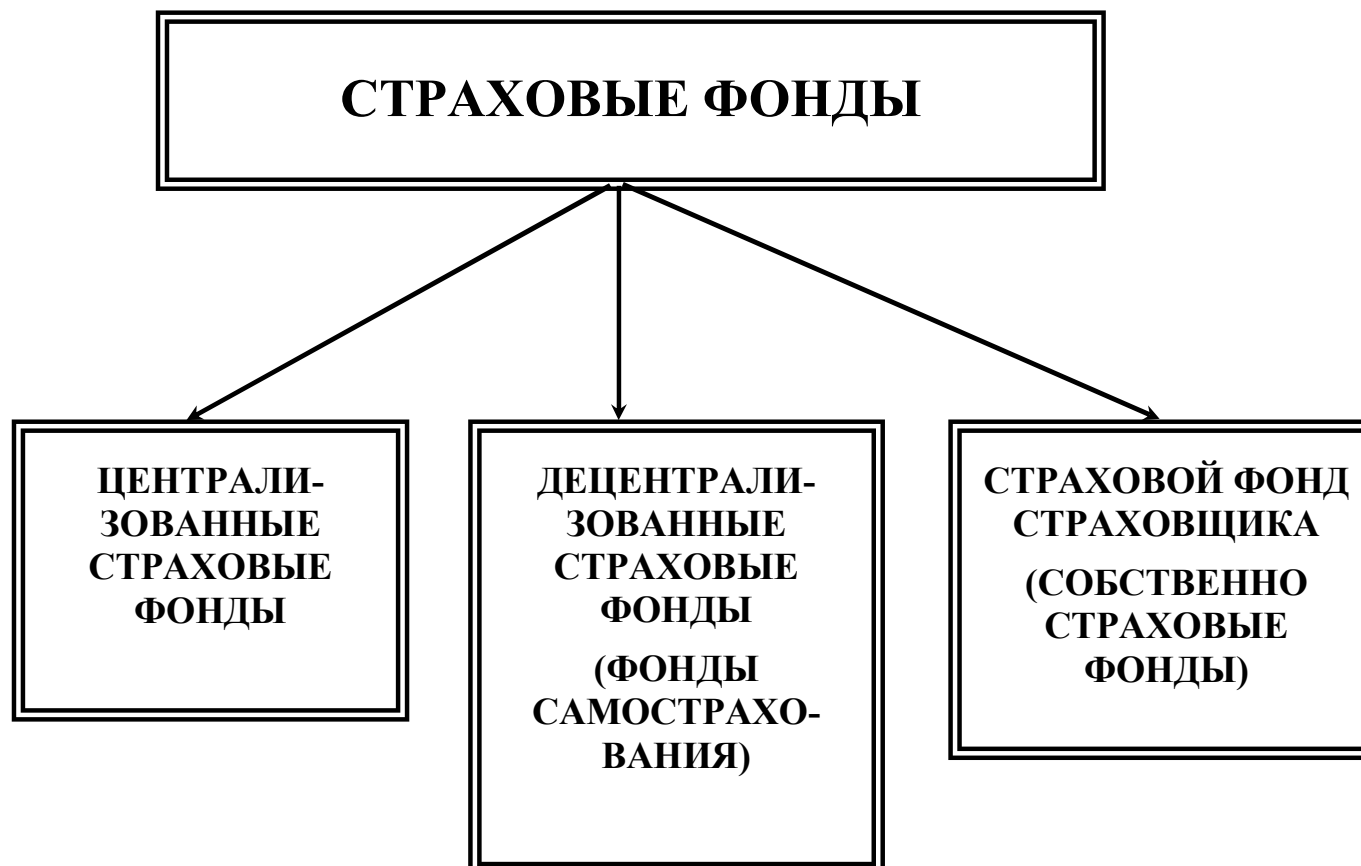 СТРАХОВЫЕ ФОНДЫ
ЦЕНТРАЛИ-
ЗОВАННЫЕ
СТРАХОВЫЕ
ФОНДЫ
ДЕЦЕНТРАЛИ-
ЗОВАННЫЕ
СТРАХОВЫЕ
ФОНДЫ
(ФОНДЫ
САМОСТРАХО-
ВАНИЯ)
СТРАХОВОЙ ФОНД
СТРАХОВЩИКА
(СОБСТВЕННО
СТРАХОВЫЕ
ФОНДЫ)